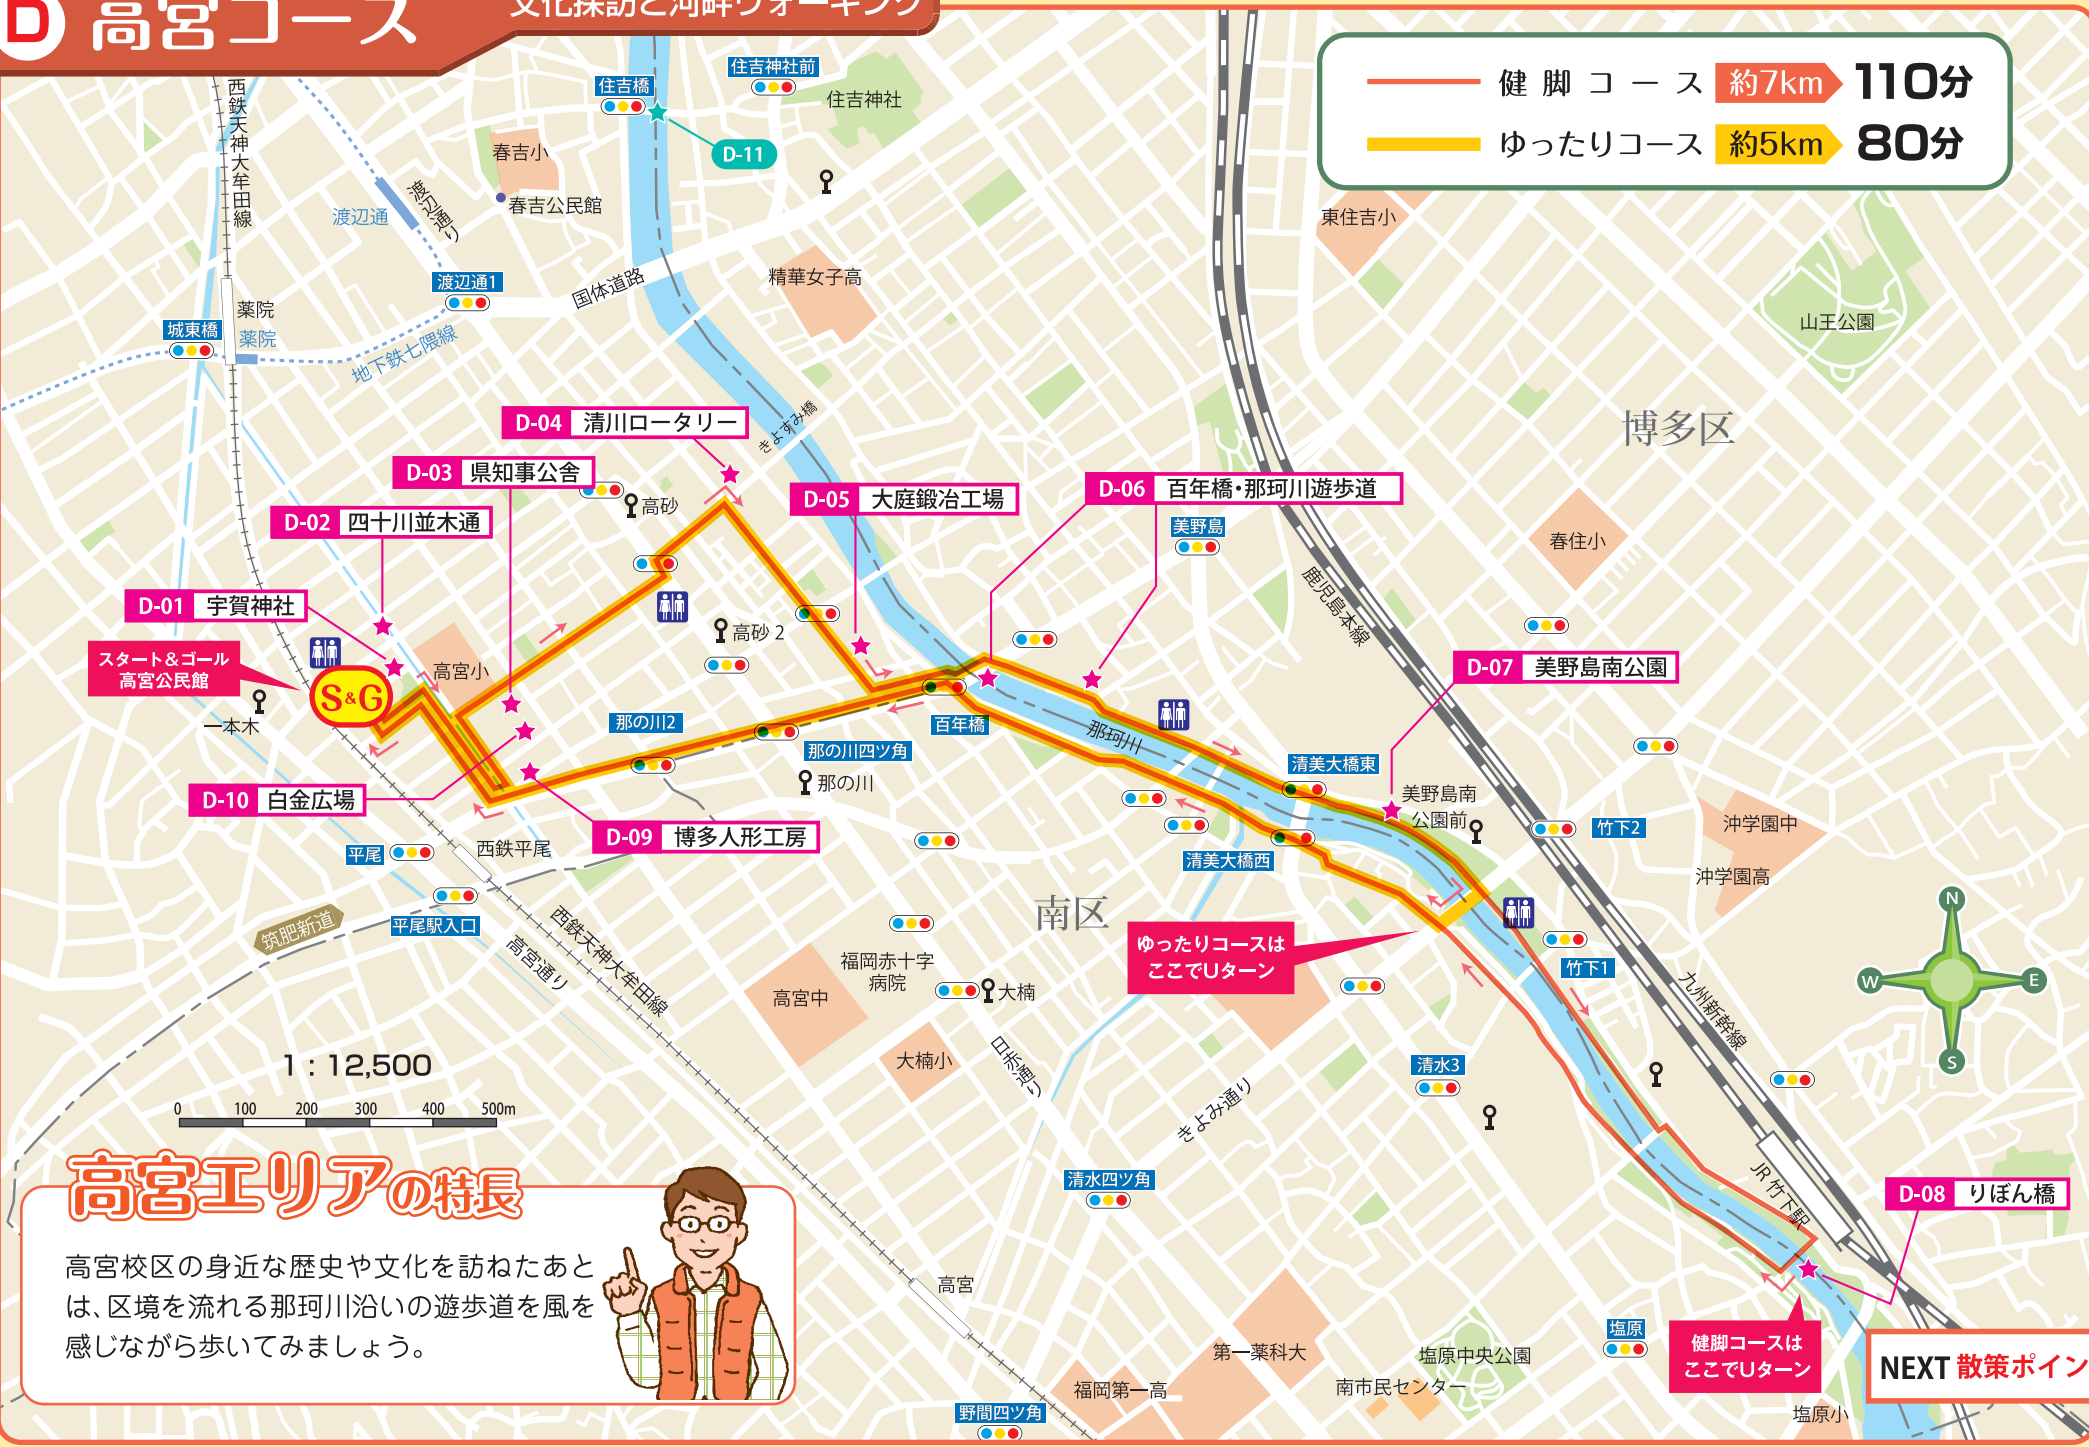 D 高宮コース
文化探訪と河畔ウォーキング
健脚コース 約7km 110分
ゆったりコース 約5km 80分
西鉄天神大牟田線
住吉橋
住吉神社前
住吉神社
D-11
春吉小
春吉公民館
渡辺通
渡辺通り
渡辺通1
国体道路
精華女子高
東住吉小
山王公園
城東橋
薬院
薬院
地下鉄七隈線
きよすみ橋
博多区
D-04 清川ロータリー
D-03 県知事公舎
高砂
D-02 四十川並木通
D-05 大庭鍛冶工場
D-06 百年橋・那珂川遊歩道
美野島
春住小
鹿児島本線
D-01 宇賀神社
スタート&ゴール
高宮公民館
S&G
一本木
高宮小
高砂 2
D-07 美野島南公園
那の川2
那の川四ツ角
百年橋
那珂川
那の川
清美大橋東
美野島南
公園前
竹下2
沖学園中
沖学園高
D-10 白金広場
D-09 博多人形工房
清美大橋西
平尾
西鉄平尾
平尾駅入口
筑肥新道
高宮通り
西鉄天神大牟田線
南区
ゆったりコースは
ここでUターン
竹下1
福岡赤十字
病院
高宮中
大楠
大楠小
日赤通り
九州新幹線
N
W
E
S
清水3
きよみ通り
1 : 12,500
0 100 200 300 400 500m
清水四ツ角
JR 竹下駅
D-08 りぼん橋
高宮エリアの特長
高宮校区の身近な歴史や文化を訪ねたあと
は、区境を流れる那珂川沿いの遊歩道を風を
感じながら歩いてみましょう。
高宮
第一薬科大
福岡第一高
塩原中央公園
南市民センター
塩原
健脚コースは
ここでUターン
NEXT 散策ポイン
塩原小
野間四ツ角